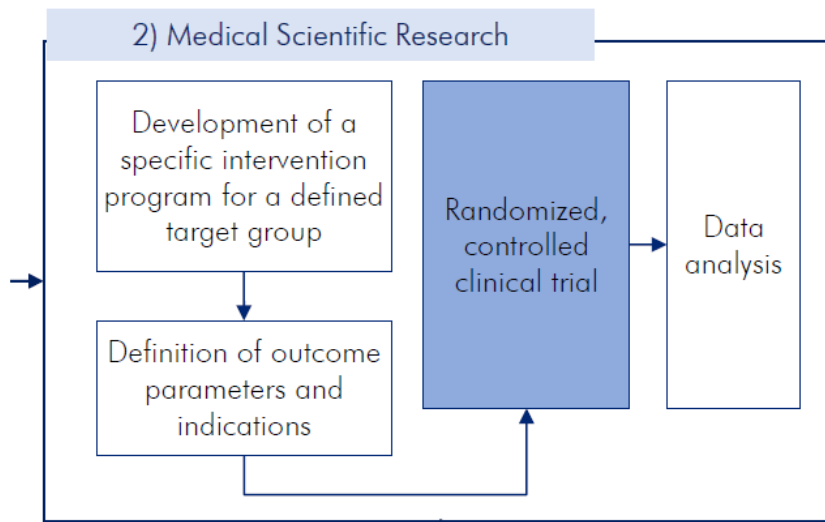 2) Medical Scientific Research
Development of a
specific intervention
program for a defined
target group
Definition of outcome
parameters and
indications
Randomized,
controlled
clinical trial
Data
analysis